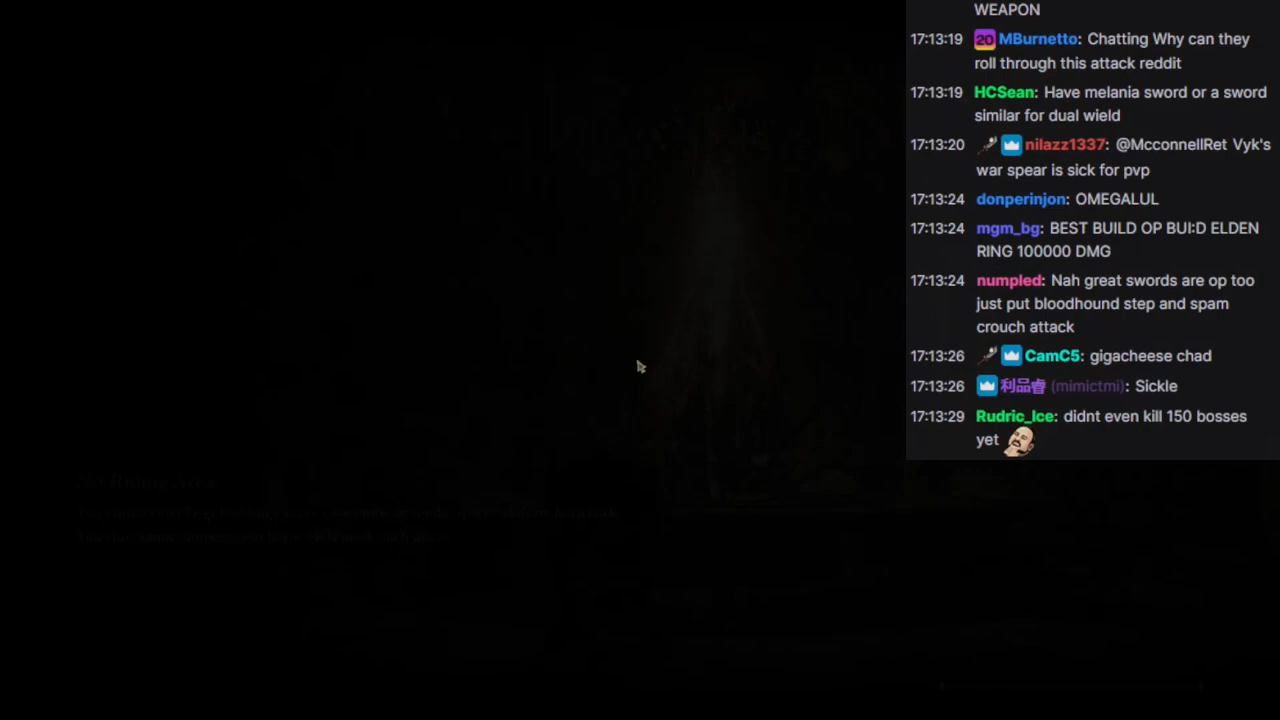 WEAPON
17:13:19 20 MBurnetto: Chatting Why can they
roll through this attack reddit
17:13:19 HCSean: Have melania sword or a sword
similar for dual wield
17:13:20 nilazz1337: @McconnellRet Vyk's
war spear is sick for pvp
17:13:24 donperinjon: OMEGALUL
17:13:24 mgm_bg: BEST BUILD OP BUI:D ELDEN
RING 100000 DMG
17:13:24 numpled: Nah great swords are op too
just put bloodhound step and spam
crouch attack
17:13:26 CamC5: gigacheese chad
17:13:26 利品睿 (mimictmi): Sickle
17:13:29 Rudric_Ice: didnt even kill 150 bosses
yet
No Riding Area